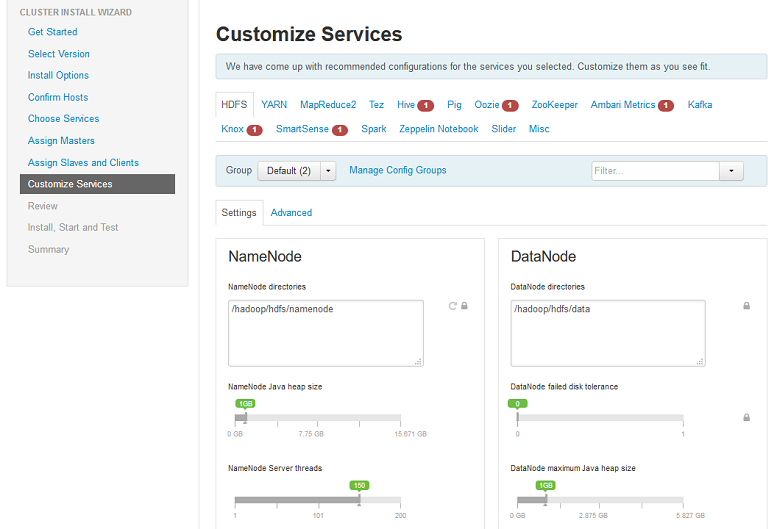 CLUSTER INSTALL WIZARD
Get Started
Select Version
Install Options
Confirm Hosts
Choose Services
Assign Masters
Assign Slaves and Clients
Customize Services
Review
Install, Start and Test
Summary
Customize Services
We have come up with recommended configurations for the services you selected. Customize them as you see fit.
HDFS YARN MapReduce2 Tez Hive 1 Pig Oozie 1 ZooKeeper Ambari Metrics 1 Kafka
Knox 1 SmartSense 1 Spark Zeppelin Notebook Slider Misc
Group Default (2) Manage Config Groups Filter...
Settings Advanced
NameNode
NameNode directories
/hadoop/hdfs/namenode
NameNode Java heap size
1GB
0 GB 7.75 GB 15.671 GB
NameNode Server threads
150
1 101 200
DataNode
DataNode directories
/hadoop/hdfs/data
DataNode failed disk tolerance
0
0 1
DataNode maximum Java heap size
1GB
0 GB 2.875 GB 5.827 GB